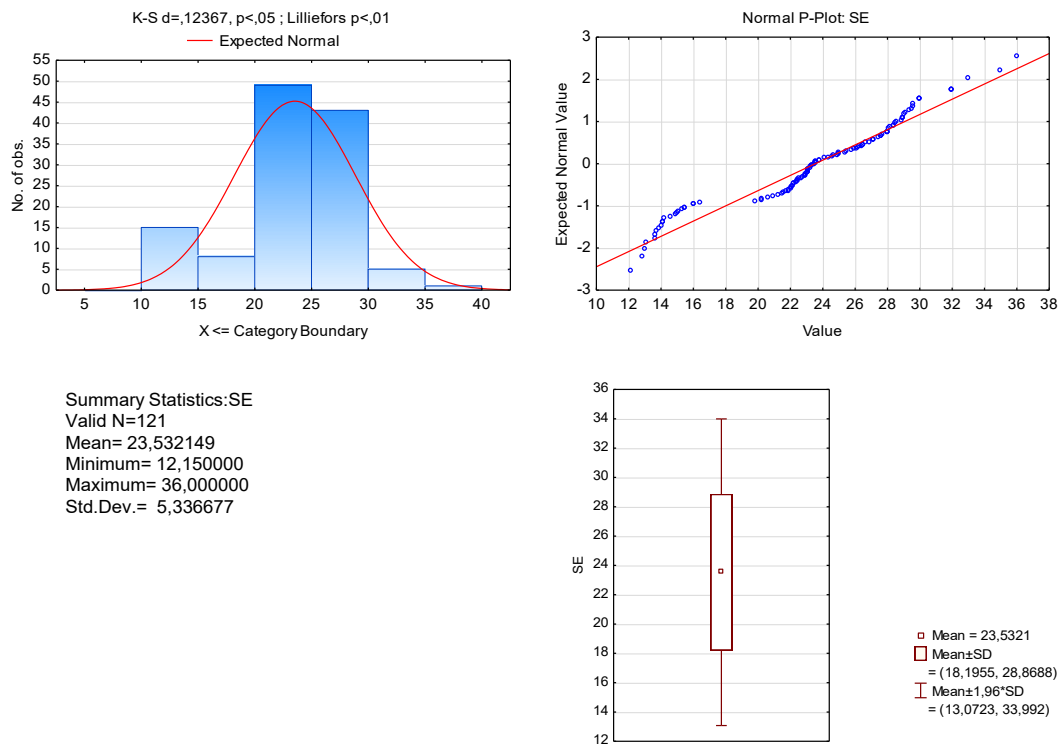 K-S d=,12367, p<,05 ; Lilliefors p<,01
Expected Normal
55
50
45
40
35
30
25
20
15
10
5
0
No. of obs.
5 10 15 20 25 30 35 40
X <= Category Boundary
Normal P-Plot: SE
3
2
1
0
-1
-2
-3
Expected Normal Value
10 12 14 16 18 20 22 24 26 28 30 32 34 36 38
Value
Summary Statistics:SE
Valid N=121
Mean= 23,532149
Minimum= 12,150000
Maximum= 36,000000
Std.Dev.= 5,336677
36
34
32
30
28
26
24
22
20
18
16
14
12
SE
Mean = 23,5321
Mean±SD
= (18,1955, 28,8688)
Mean±1,96*SD
= (13,0723, 33,992)